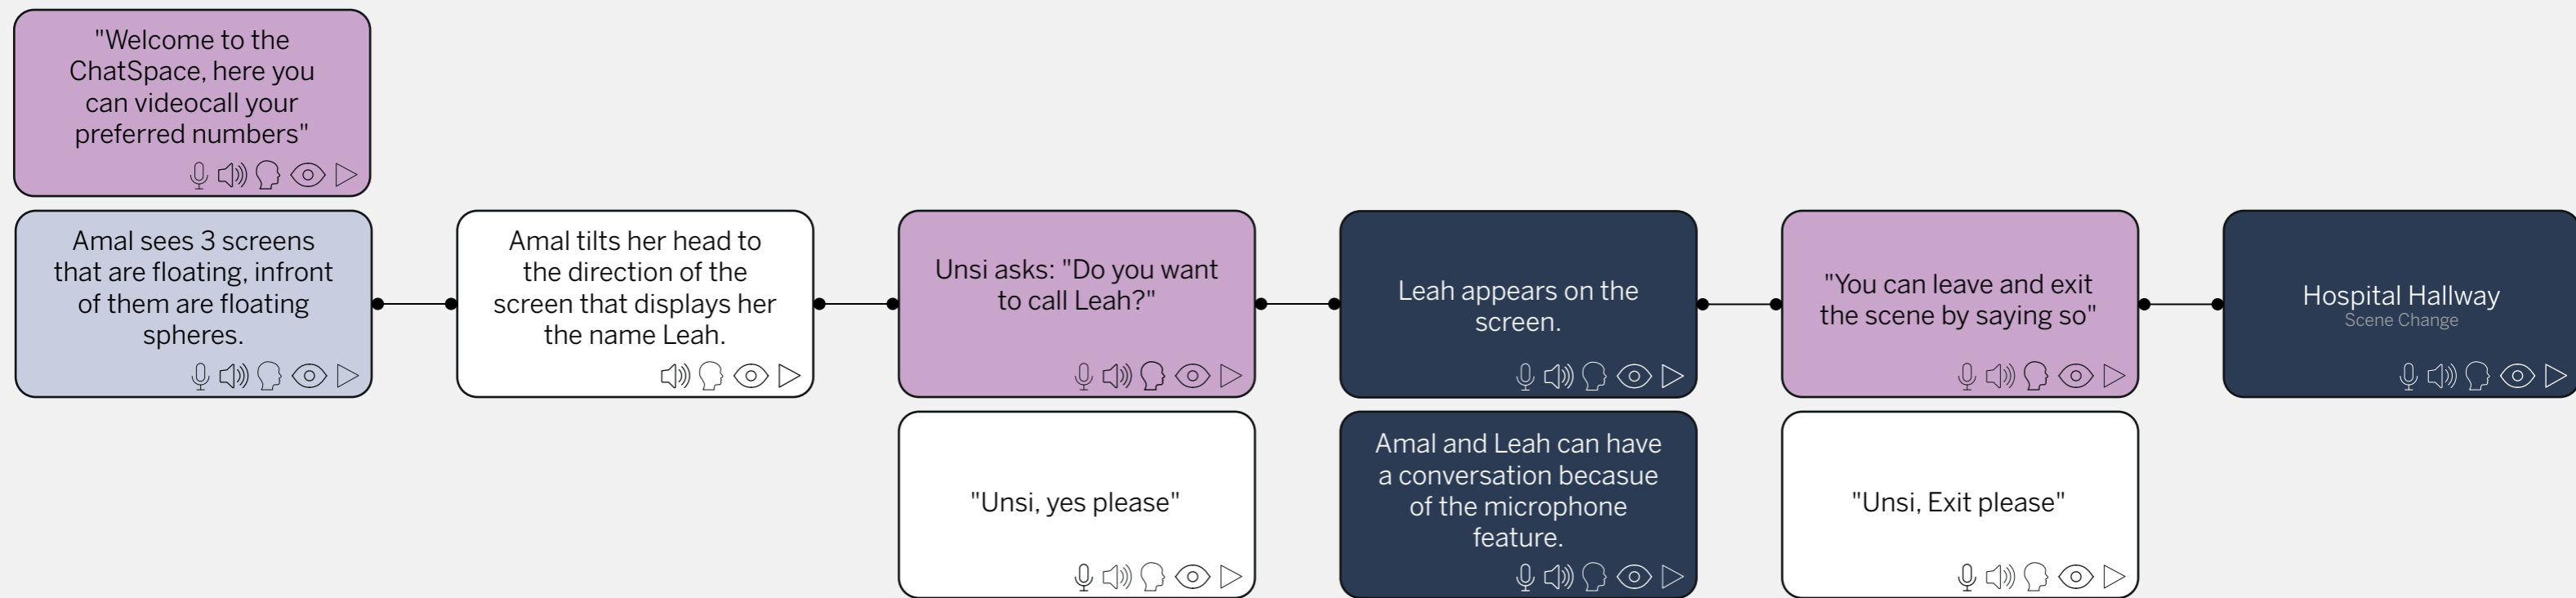 "Welcome to the
ChatSpace, here you
can videocall your
preferred numbers"
Amal sees 3 screens
that are floating, infront
of them are floating
spheres.
Amal tilts her head to
the direction of the
screen that displays her
the name Leah.
Unsi asks: "Do you want
to call Leah?"
"Unsi, yes please"
Leah appears on the
screen.
Amal and Leah can have
a conversation becasue
of the microphone
feature.
"You can leave and exit
the scene by saying so"
"Unsi, Exit please"
Hospital Hallway
Scene Change